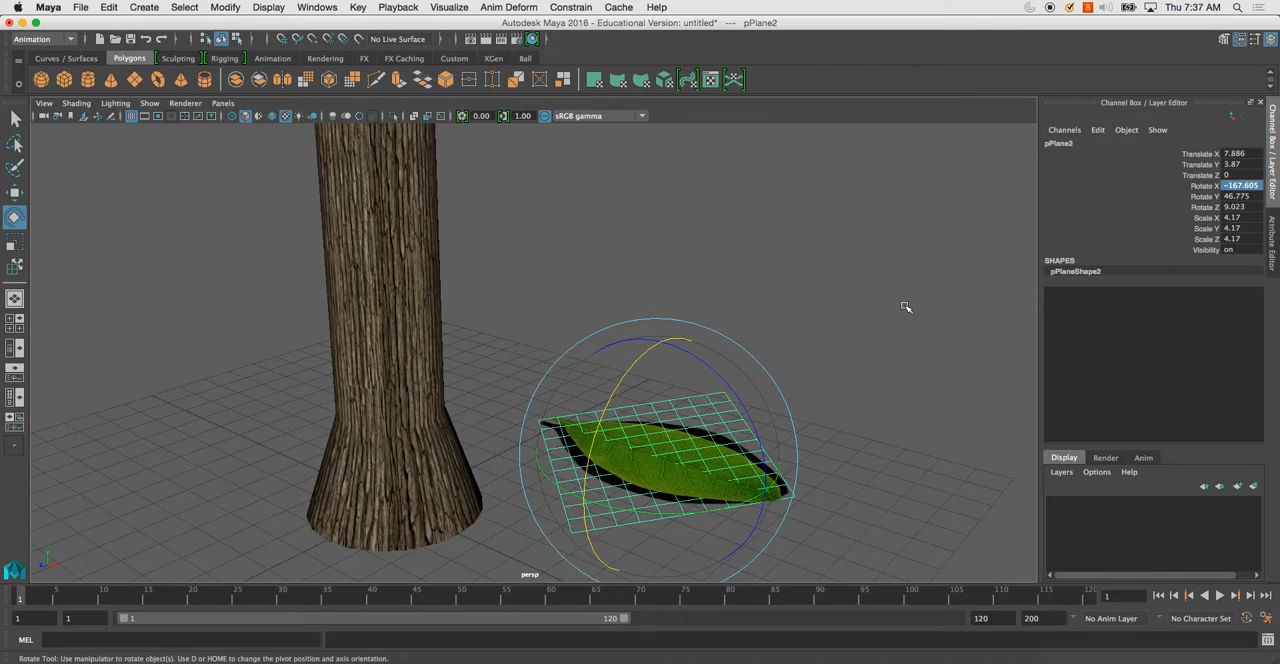 Maya File Edit Create Select Modify Display Windows Key Playback Visualize Anim Deform Constrain Cache Help Thu 7:37 AM
Autodesk Maya 2016 - Educational Version: untitled* --- pPlane2
Animation No Live Surface
Curves / Surfaces Polygons Sculpting Rigging Animation Rendering FX FX Caching Custom XGen Ball
View Shading Lighting Show Renderer Panels
0.00 1.00 sRGB gamma
Channel Box / Layer Editor
Channels Edit Object Show
pPlane2
Translate X 7.886
Translate Y 3.87
Translate Z 0
Rotate X -167.605
Rotate Y 46.775
Rotate Z 9.023
Scale X 4.17
Scale Y 4.17
Scale Z 4.17
Visibility on
SHAPES
pPlaneShape2
Channel Box / Layer Editor
Attribute Editor
Display Render Anim
Layers Options Help
persp
1 5 10 15 20 25 30 35 40 45 50 55 60 65 70 75 80 85 90 95 100 105 110 115 120 1
1 1 1 120 120 200 No Anim Layer No Character Set
MEL
Rotate Tool: Use manipulator to rotate object(s). Use D or HOME to change the pivot position and axis orientation.